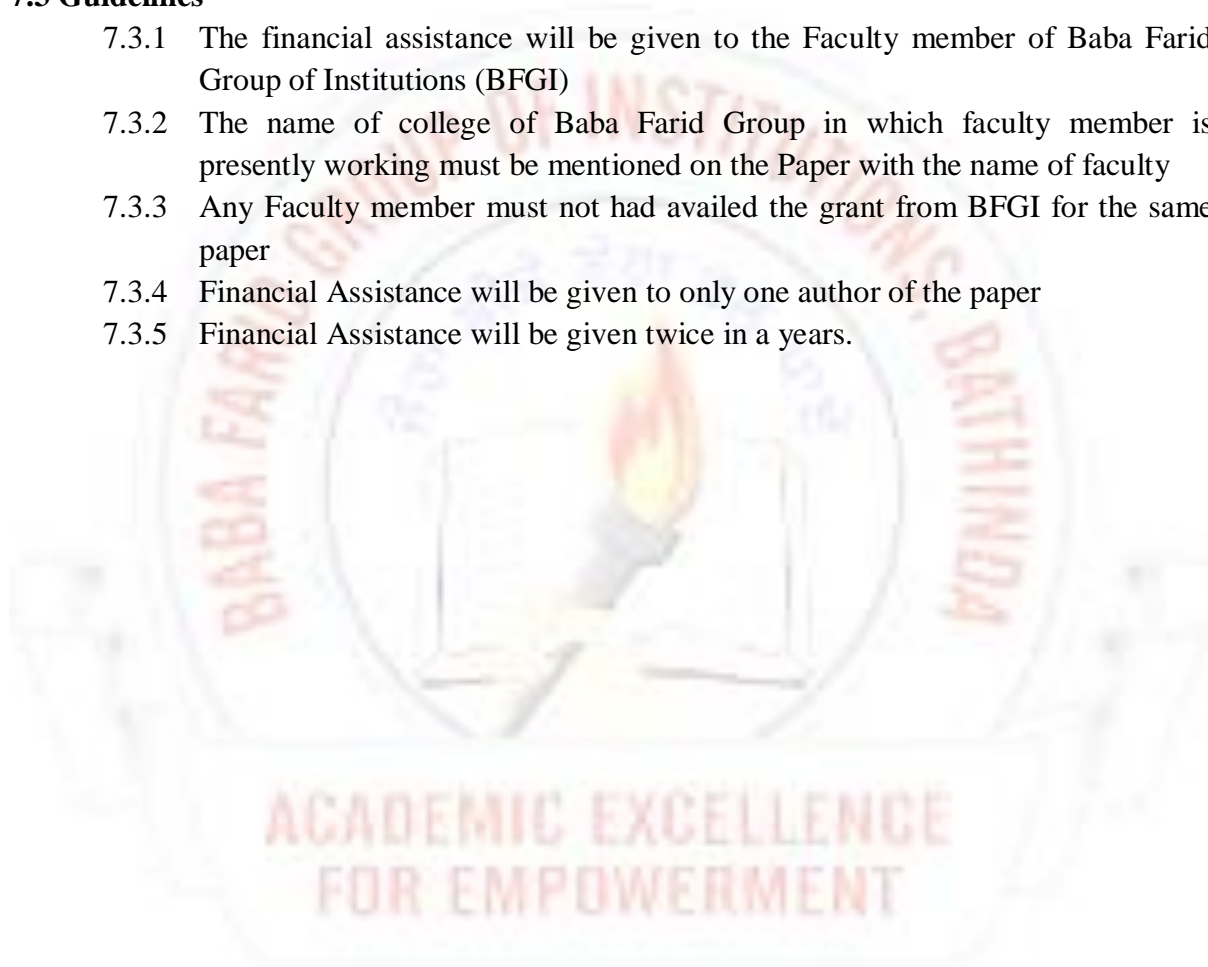 7.3 Guidelines
7.3.1 The financial assistance will be given to the Faculty member of Baba Farid
Group of Institutions (BFGI)
7.3.2 The name of college of Baba Farid Group in which faculty member is
presently working must be mentioned on the Paper with the name of faculty
7.3.3 Any Faculty member must not had availed the grant from BFGI for the same
paper
7.3.4 Financial Assistance will be given to only one author of the paper
7.3.5 Financial Assistance will be given twice in a years.
BABA FARID GROUP OF INSTITUTIONS, BATHINDA
ACADEMIC EXCELLENCE
FOR EMPOWERMENT